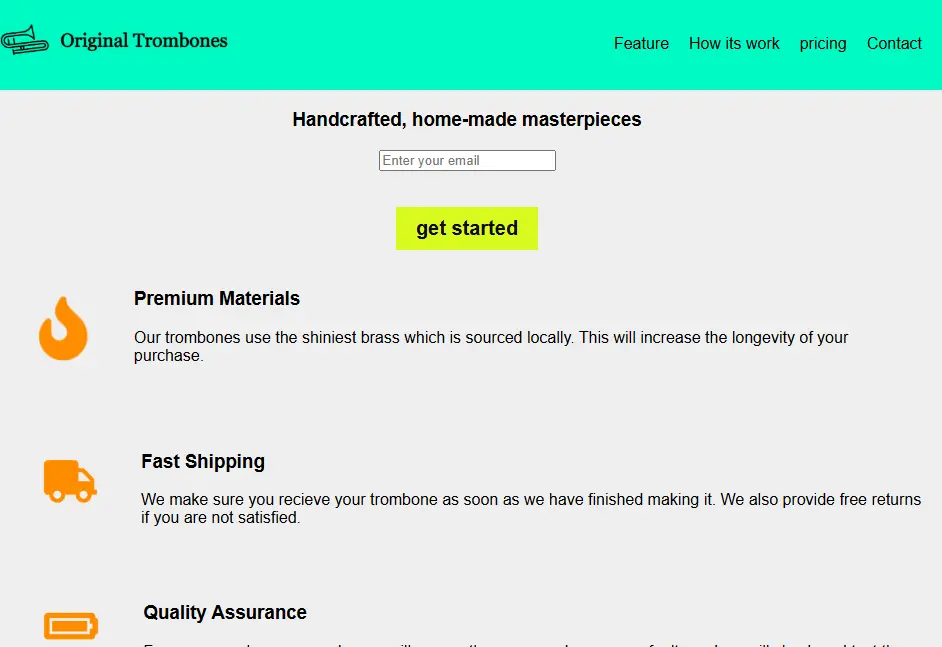 Original Trombones
Feature How its work pricing Contact
Handcrafted, home-made masterpieces
Enter your email
get started
Premium Materials
Our trombones use the shiniest brass which is sourced locally. This will increase the longevity of your
purchase.
Fast Shipping
We make sure you recieve your trombone as soon as we have finished making it. We also provide free returns
if you are not satisfied.
Quality Assurance